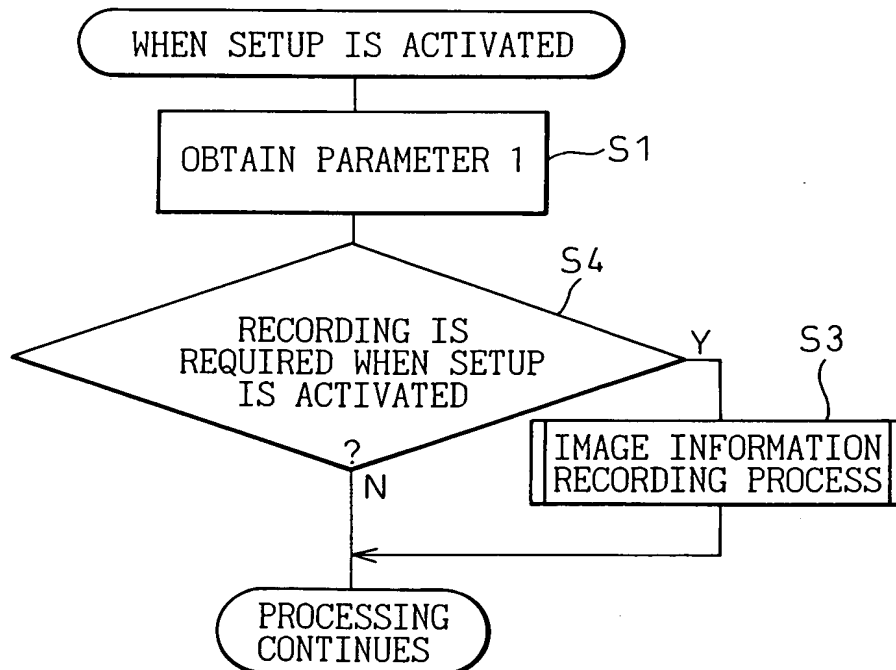 WHEN SETUP IS ACTIVATED
OBTAIN PARAMETER 1
S1
S4
RECORDING IS
REQUIRED WHEN SETUP
IS ACTIVATED
?
Y
N
S3
IMAGE INFORMATION
RECORDING PROCESS
PROCESSING
CONTINUES